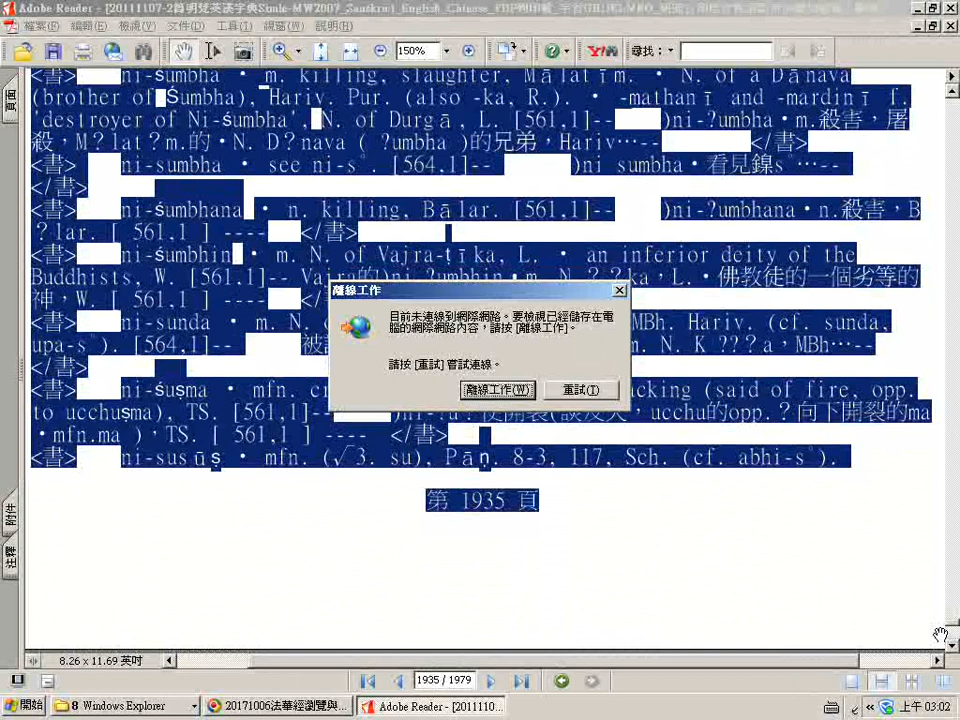 檔案(F) 編輯(E) 檢視(V) 文件(D) 工具(T) 視窗(W) 說明(H)
150%
尋找：
頁面
<書> ni-śumbha ‧ m. killing, slaughter, Mālatīm. ‧ N. of a Dānava
(brother of Śumbha), Hariv. Pur. (also -ka, R.). ‧ -mathanī and -mardinī f.
'destroyer of Ni-śumbha', N. of Durgā, L. [561,1]-- )ni-?umbha‧m.殺害，屠
殺，M?lat?m.的‧N. D?nava ( ?umbha )的兄弟，Hariv…-- </書>
<書> ni-sumbha ‧ see ni-s°. [564,1]-- )ni sumbha‧看見鎳s°…--
</書>
<書> ni-śumbhana ‧ n. killing, Bālar. [561,1]-- )ni-?umbhana‧n.殺害，B
?lar. [ 561,1 ] ---- </書>
<書> ni-śumbhin ‧ m. N. of Vajra-ṭīka, L. ‧ an inferior deity of the
Buddhists, W. [561,1]-- Vajra的)ni-?umbhin‧m. N.??ka，L.‧佛教徒的一個劣等的
神，W. [ 561,1 ] ----
<書> ni-sunda ‧ m. N. MBh. Hariv. (cf. sunda,
upa-s°). [564,1]-- m. N. K ???a，MBh…--
</書>
<書> ni-śuṣma ‧ mfn. cking (said of fire, opp.
to ucchuṣma), TS. [561,1]-- ucchu的opp.？向下開裂的ma
‧mfn.ma )，TS. [ 561,1 ] ---- </書>
<書> ni-susūṣ ‧ mfn. (√3. su), Pāṇ. 8-3, 117, Sch. (cf. abhi-s°).
第 1935 頁
離線工作
目前未連線到網際網路。要檢視已經儲存在電
腦的網際網路內容，請按 [離線工作]。
請按 [重試] 嘗試連線。
離線工作(W) 重試(T)
附件
注釋
8.26 x 11.69 英吋
1935 / 1979
開始 8 Windows Explorer 20171006法華經瀏覽與... Adobe Reader - [2011110... 上午 03:02